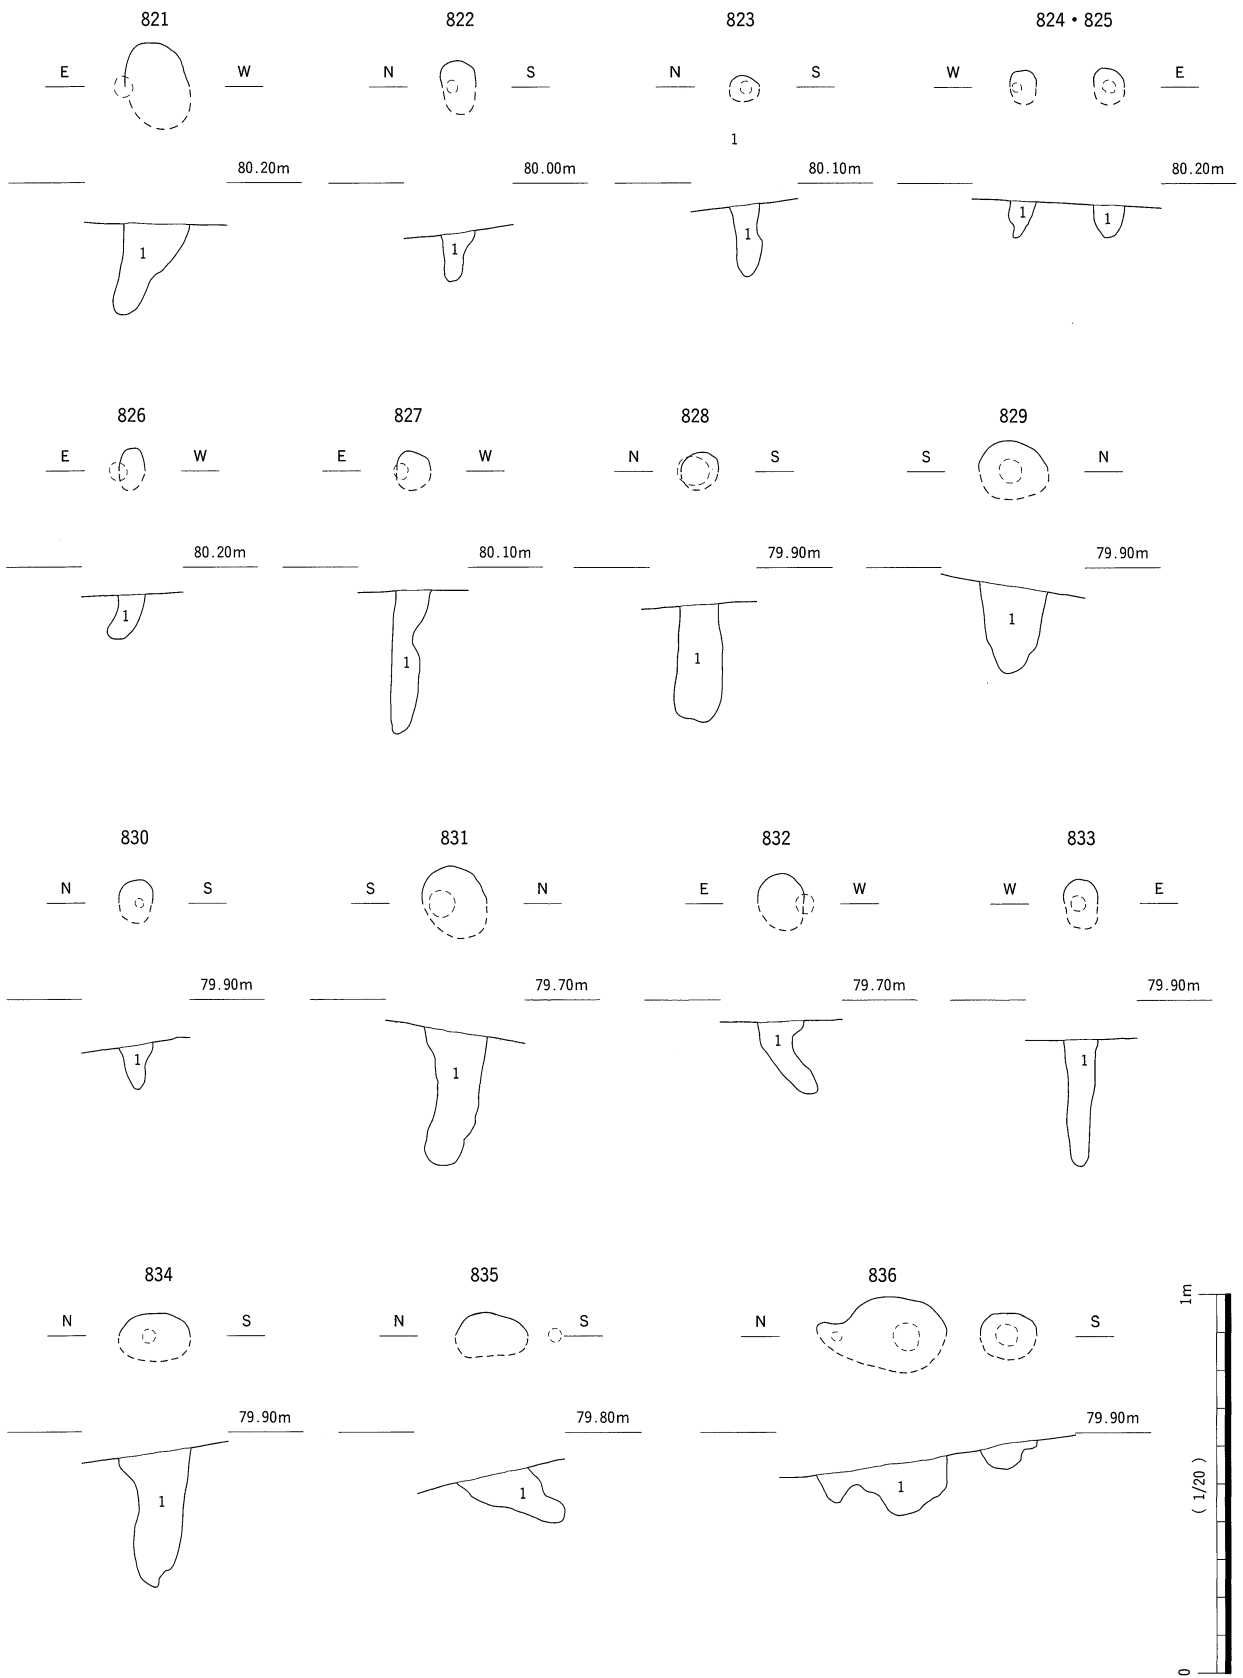 821 822 823 824・825
E W N S N S W E
1
80.20m 80.00m 80.10m 80.20m
1 1 1 1 1
826 827 828 829
E W E W N S S N
80.20m 80.10m 79.90m 79.90m
1 1 1 1
830 831 832 833
N S S N E W W E
79.90m 79.70m 79.70m 79.90m
1 1 1 1
834 835 836
N S N S N S
79.90m 79.80m 79.90m
1 1 1
1m
( 1/20 )
0